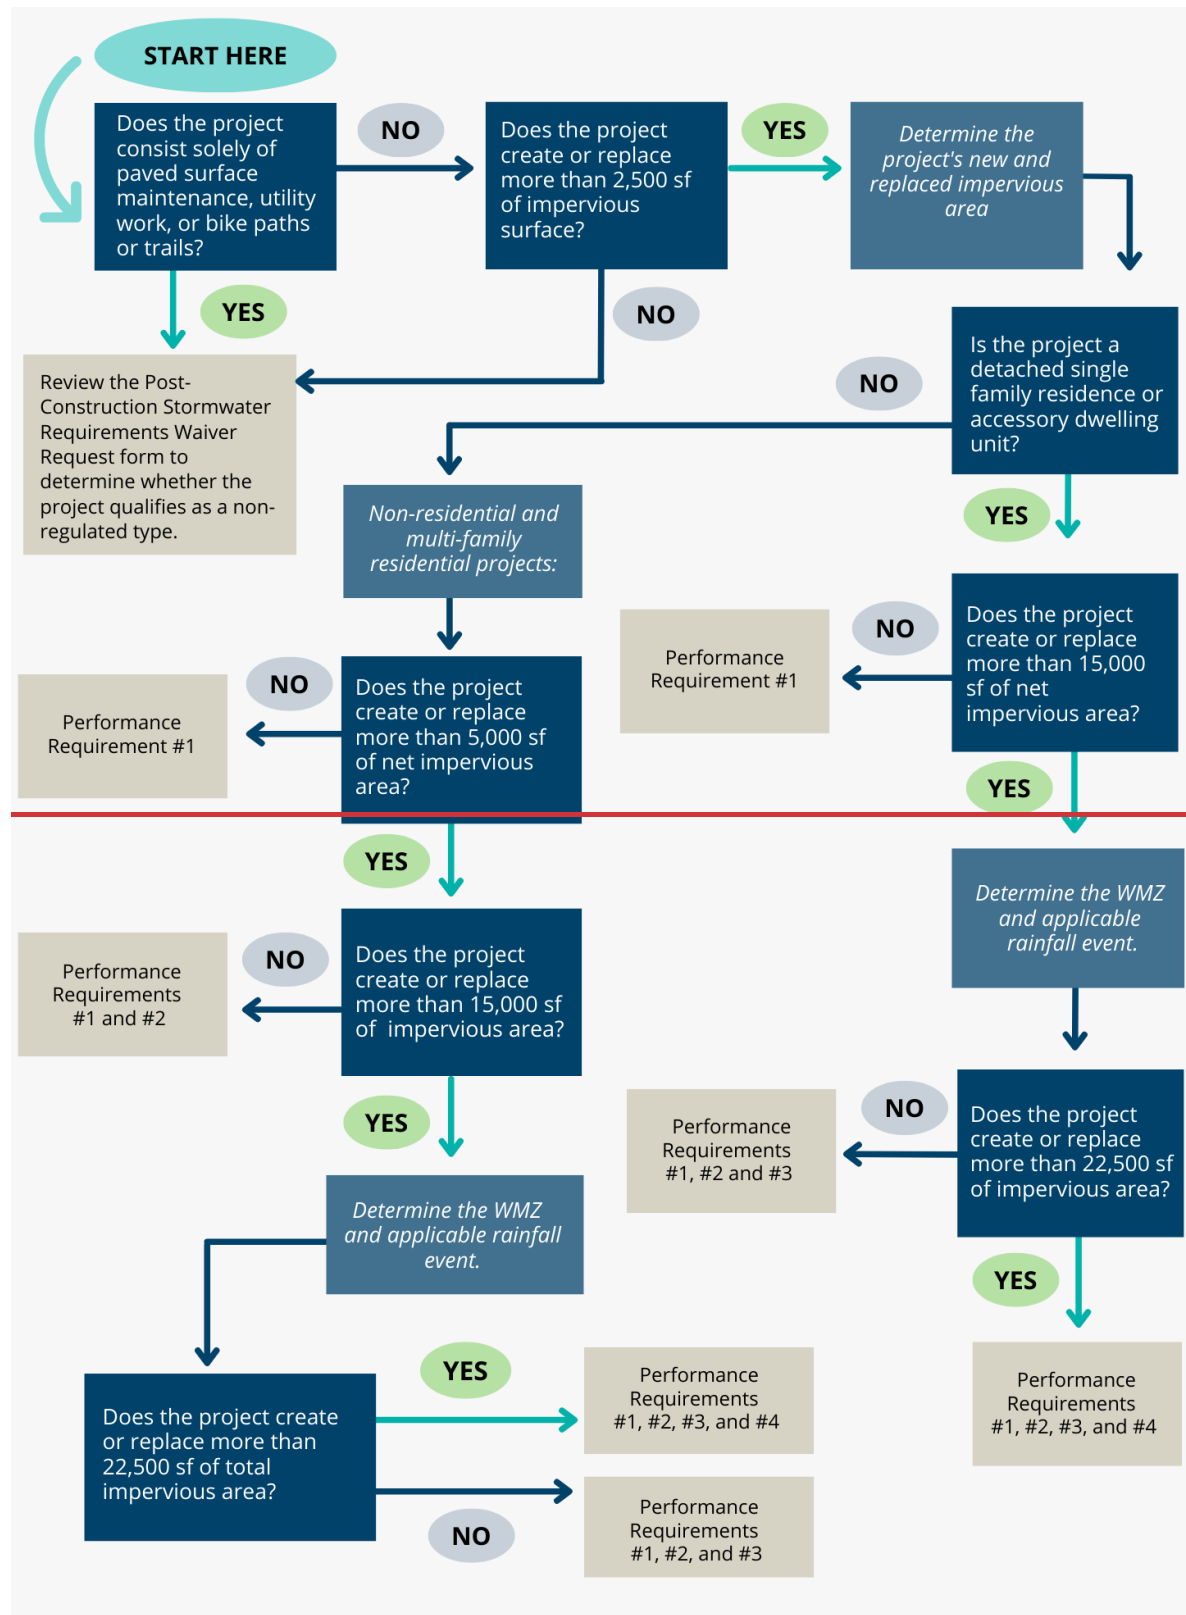 START HERE
Does the project
consist solely of
paved surface
maintenance, utility
work, or bike paths
or trails?
NO
Does the project
create or replace
more than 2,500 sf
of impervious
surface?
YES
Determine the
project's new and
replaced impervious
area
YES
NO
Review the Post-
Construction Stormwater
Requirements Waiver
Request form to
determine whether the
project qualifies as a non-
regulated type.
Is the project a
detached single
family residence or
accessory dwelling
unit?
NO
YES
Non-residential and
multi-family
residential projects:
Does the project
create or replace
more than 15,000
sf of net
impervious area?
NO
Performance
Requirement #1
YES
Does the project
create or replace
more than 5,000 sf
of net impervious
area?
NO
Performance
Requirement #1
YES
Determine the WMZ
and applicable
rainfall event.
Does the project
create or replace
more than 15,000 sf
of  impervious area?
NO
Performance
Requirements
#1 and #2
YES
Does the project
create or replace
more than 22,500 sf
of impervious area?
NO
Performance
Requirements
#1, #2 and #3
YES
Performance
Requirements
#1, #2, #3, and #4
Determine the WMZ
and applicable rainfall
event.
Does the project create
or replace more than
22,500 sf of total
impervious area?
YES
Performance
Requirements
#1, #2, #3, and #4
NO
Performance
Requirements
#1, #2, and #3